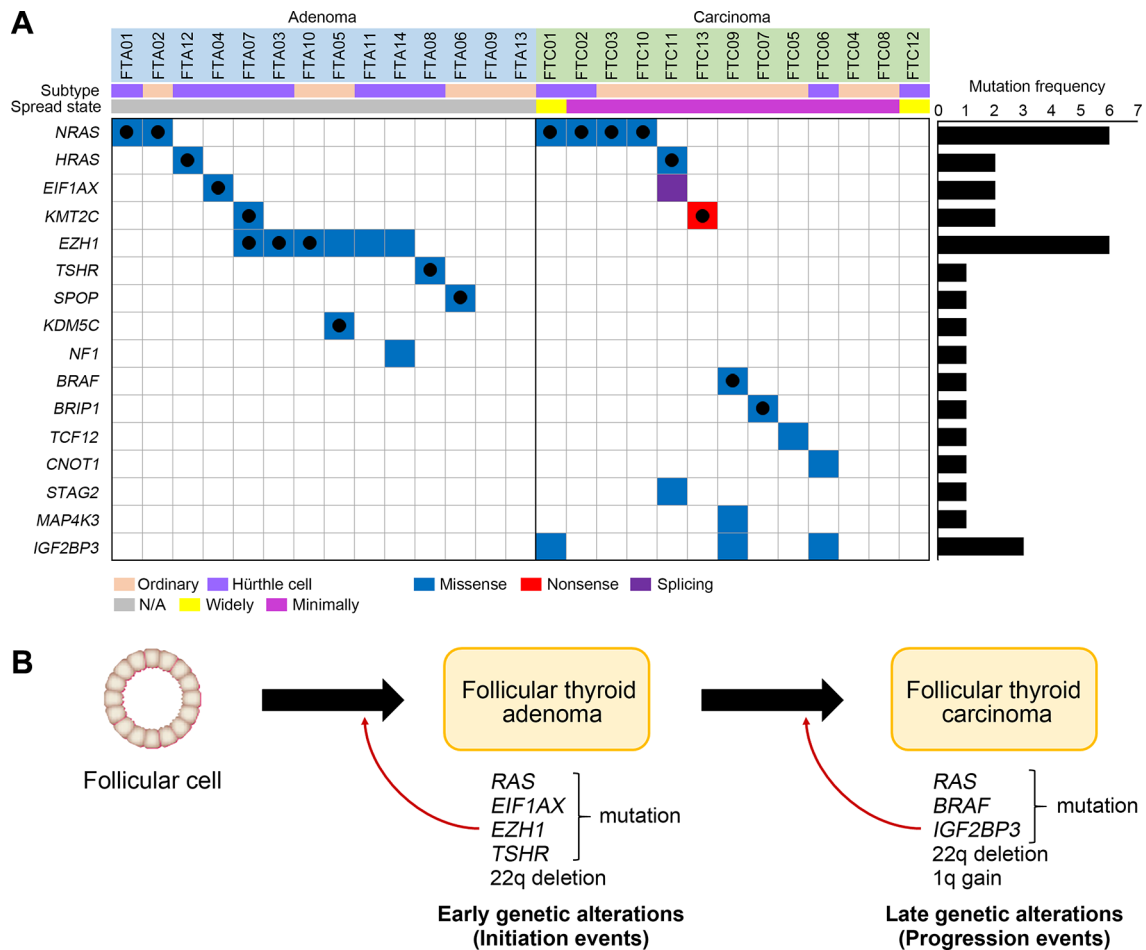 A
Adenoma
Carcinoma
FTA01
FTA02
FTA12
FTA04
FTA07
FTA03
FTA10
FTA05
FTA11
FTA14
FTA08
FTA06
FTA09
FTA13
FTC01
FTC02
FTC03
FTC10
FTC11
FTC13
FTC09
FTC07
FTC05
FTC06
FTC04
FTC08
FTC12
Subtype
Spread state
Mutation frequency
0 1 2 3 4 5 6 7
NRAS
HRAS
EIF1AX
KMT2C
EZH1
TSHR
SPOP
KDM5C
NF1
BRAF
BRIP1
TCF12
CNOT1
STAG2
MAP4K3
IGF2BP3
Ordinary Hürthle cell Missense Nonsense Splicing
N/A Widely Minimally
B
Follicular cell
Follicular thyroid
adenoma
RAS
EIF1AX
EZH1
TSHR
mutation
22q deletion
Early genetic alterations
(Initiation events)
Follicular thyroid
carcinoma
RAS
BRAF
IGF2BP3
mutation
22q deletion
1q gain
Late genetic alterations
(Progression events)